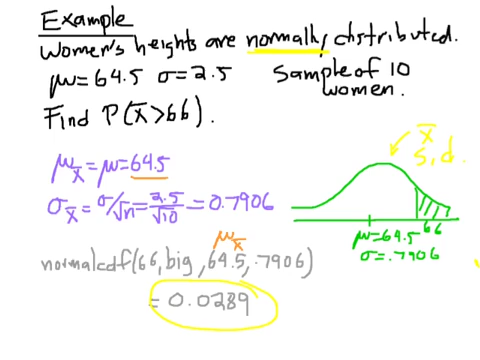 Example
Women's heights are normally distributed.
μ=64.5 σ=2.5 Sample of 10 women.
Find P(x̄>66).
μx̄=μ=64.5
σx̄=σ/√n=2.5/√10=0.7906
x̄
s.d.
66
μ=64.5
σ=.7906
μx̄
normalcdf(66,big,64.5,.7906)
=0.0289